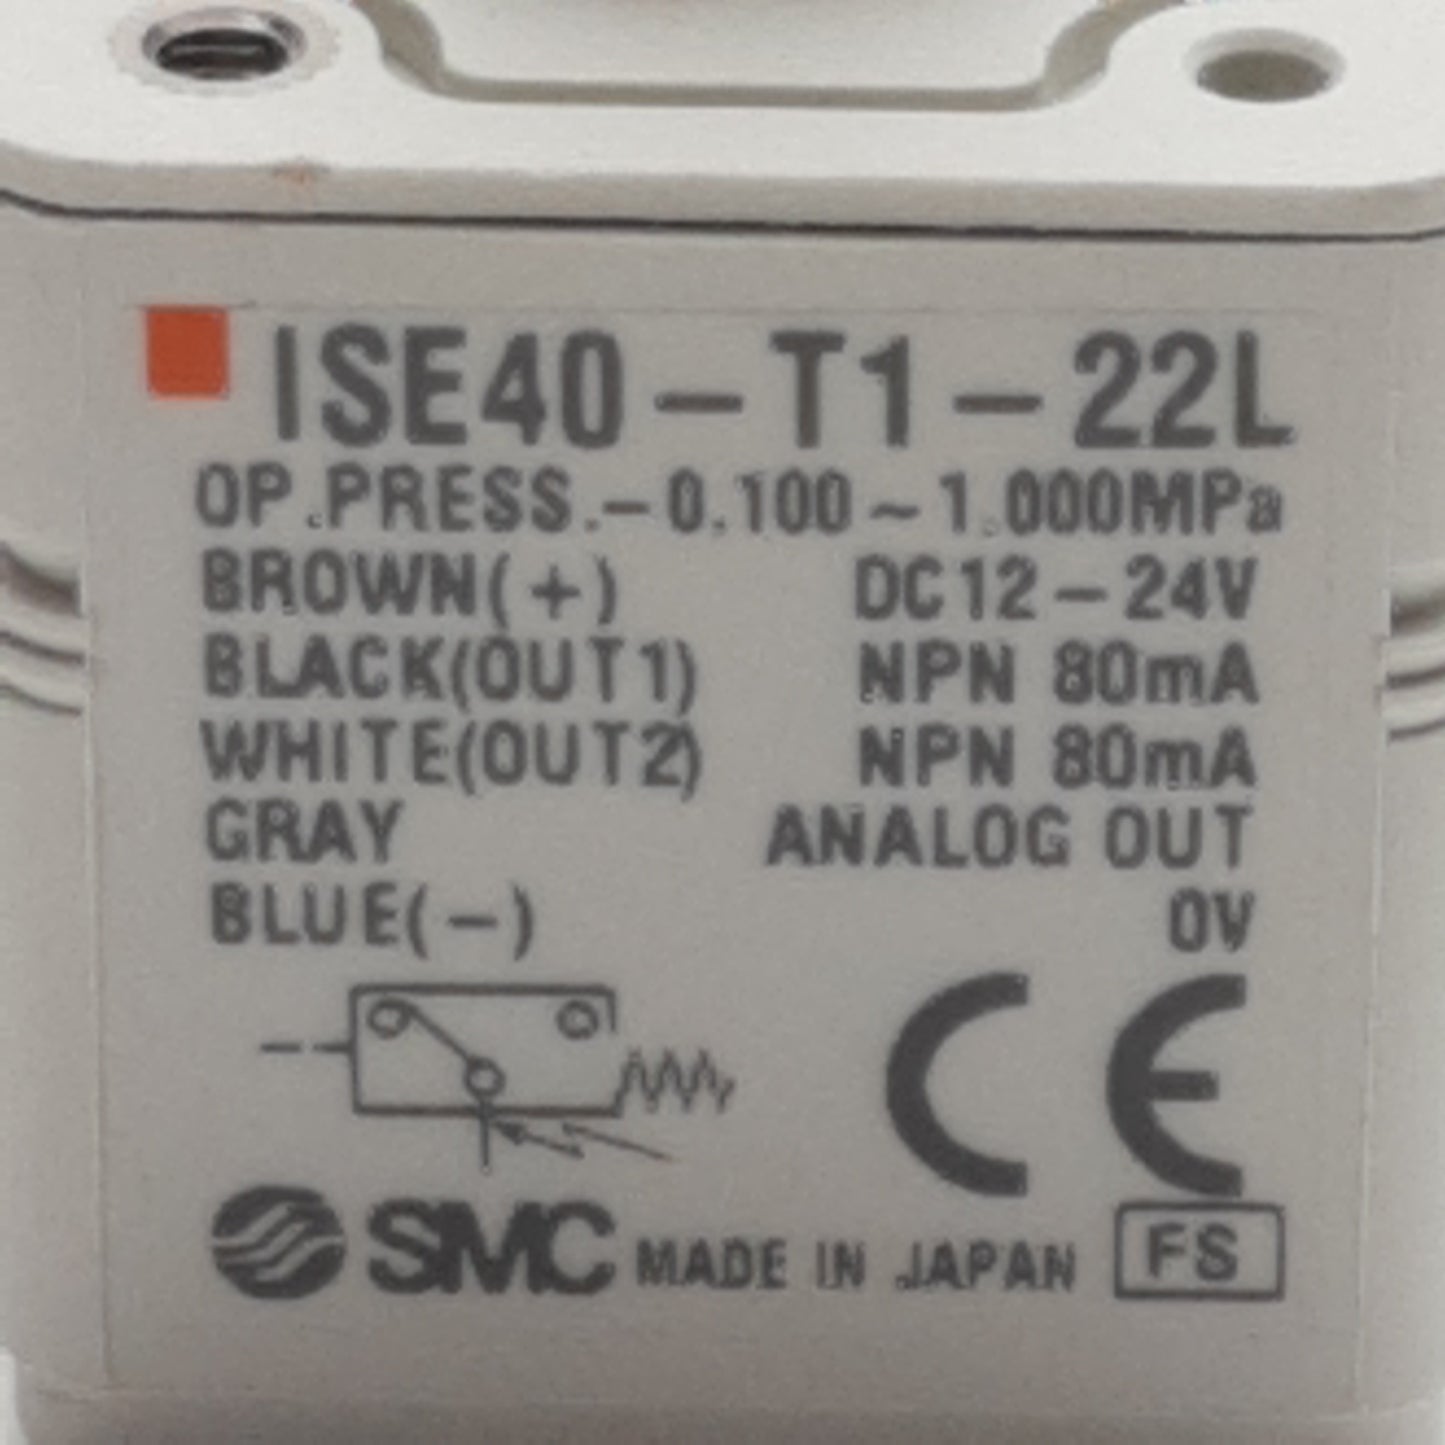 ISE40-T1-22L
OP.PRESS.-0.100~1.000MPa
BROWN(+) DC12-24V
BLACK(OUT1) NPN 80mA
WHITE(OUT2) NPN 80mA
GRAY ANALOG OUT
BLUE(-) 0V
CE
SMC MADE IN JAPAN FS